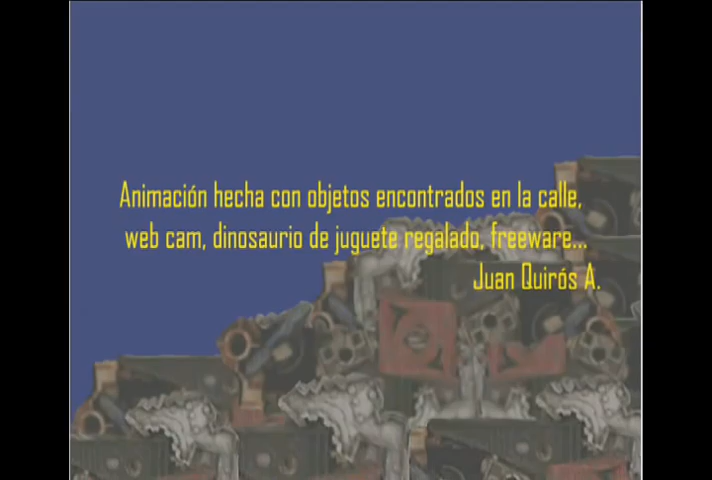 Animación hecha con objetos encontrados en la calle,
web cam, dinosaurio de juguete regalado, freeware...
Juan Quirós A.